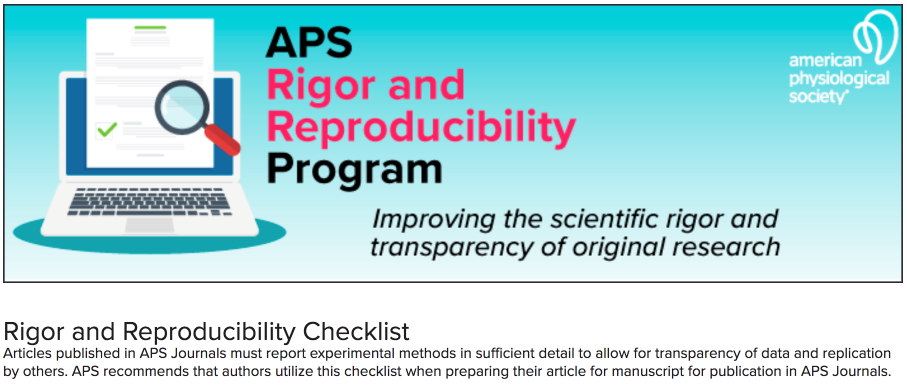 APS
Rigor and
Reproducibility
Program
american
physiological
society
Improving the scientific rigor and
transparency of original research
Rigor and Reproducibility Checklist
Articles published in APS Journals must report experimental methods in sufficient detail to allow for transparency of data and replication
by others. APS recommends that authors utilize this checklist when preparing their article for manuscript for publication in APS Journals.